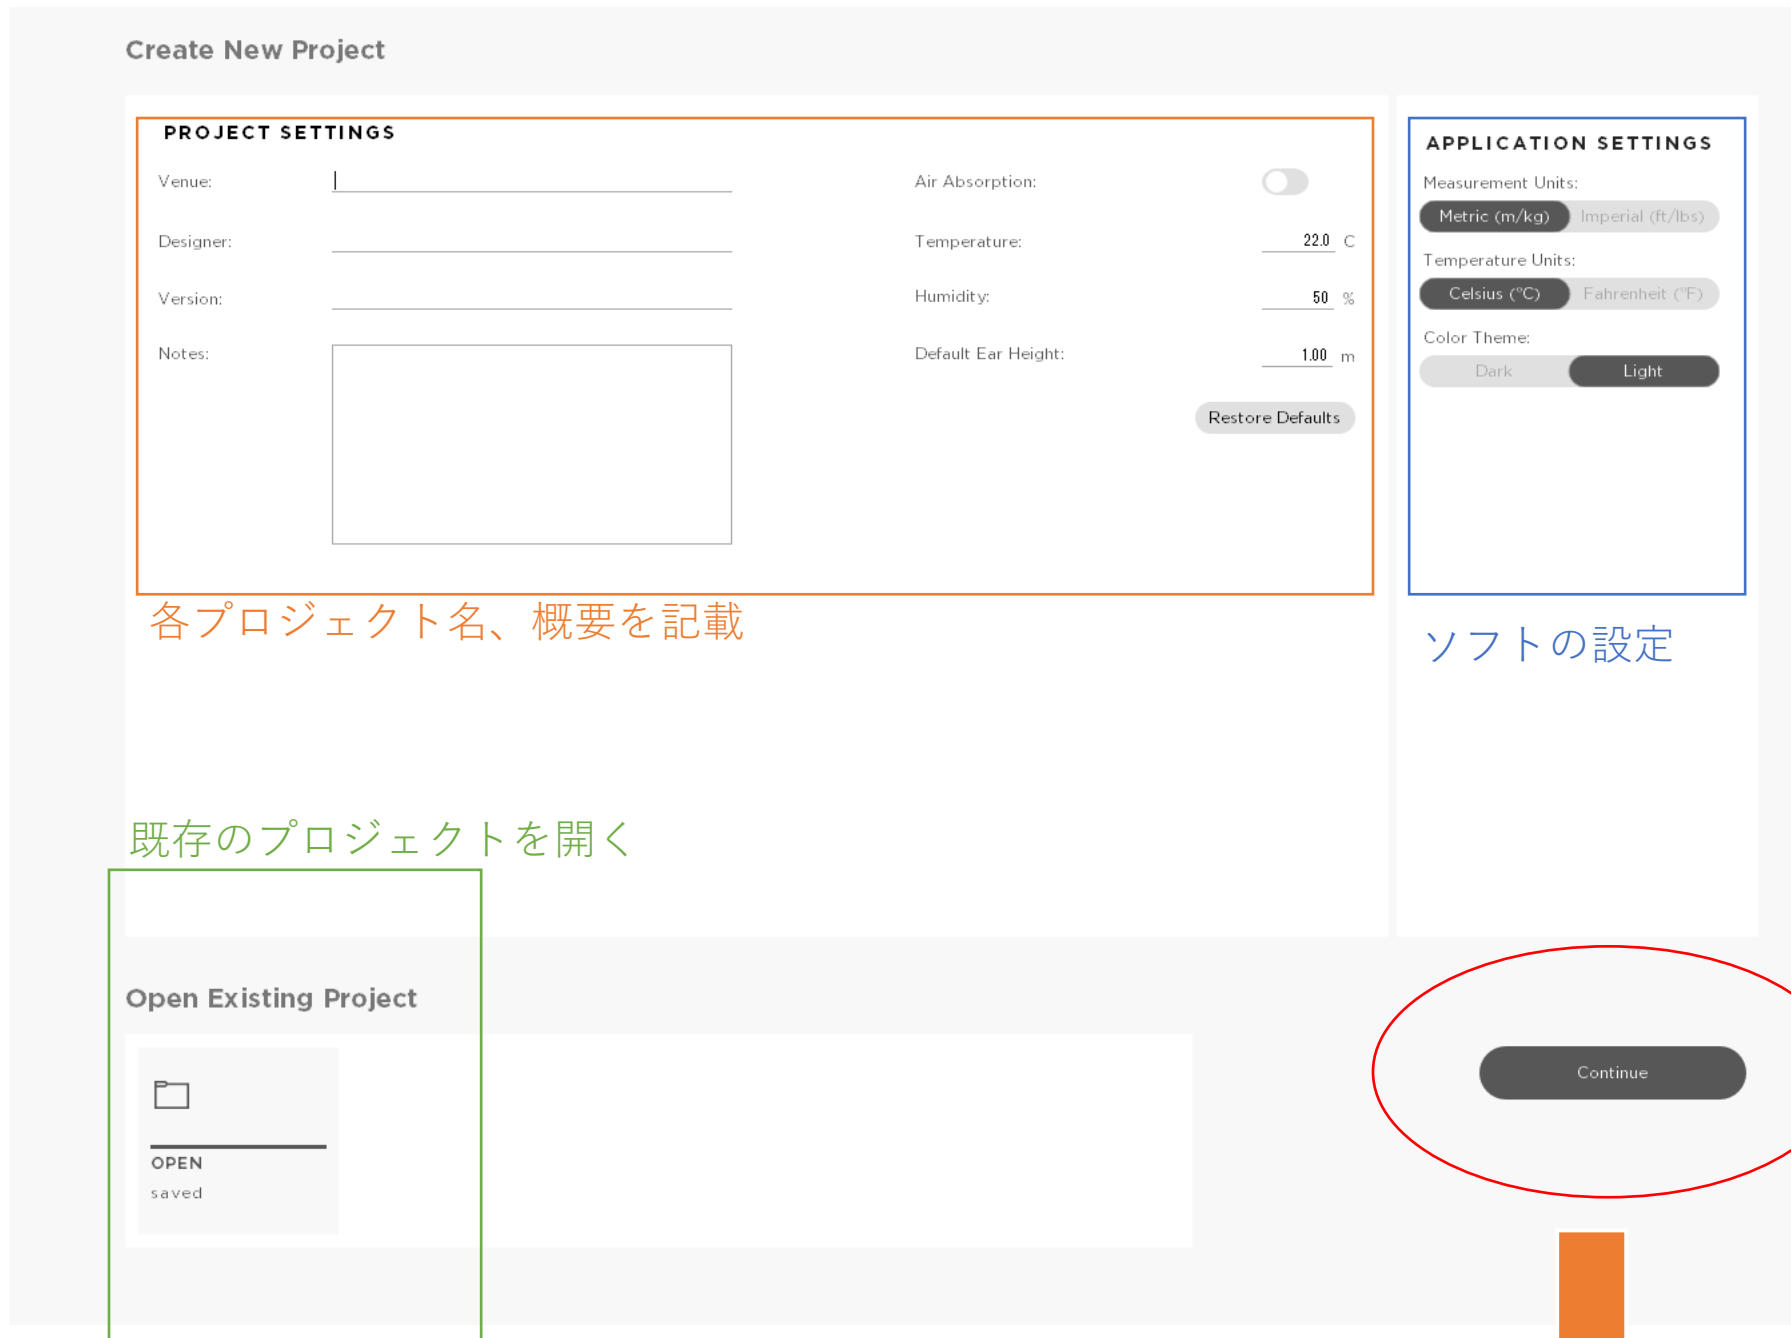 Create New Project
PROJECT SETTINGS
Venue:
Designer:
Version:
Notes:
Air Absorption:
Temperature: 22.0 C
Humidity: 50 %
Default Ear Height: 1.00 m
Restore Defaults
各プロジェクト名、概要を記載
APPLICATION SETTINGS
Measurement Units:
Metric (m/kg) Imperial (ft/lbs)
Temperature Units:
Celsius (°C) Fahrenheit (°F)
Color Theme:
Dark Light
ソフトの設定
既存のプロジェクトを開く
Open Existing Project
OPEN
saved
Continue